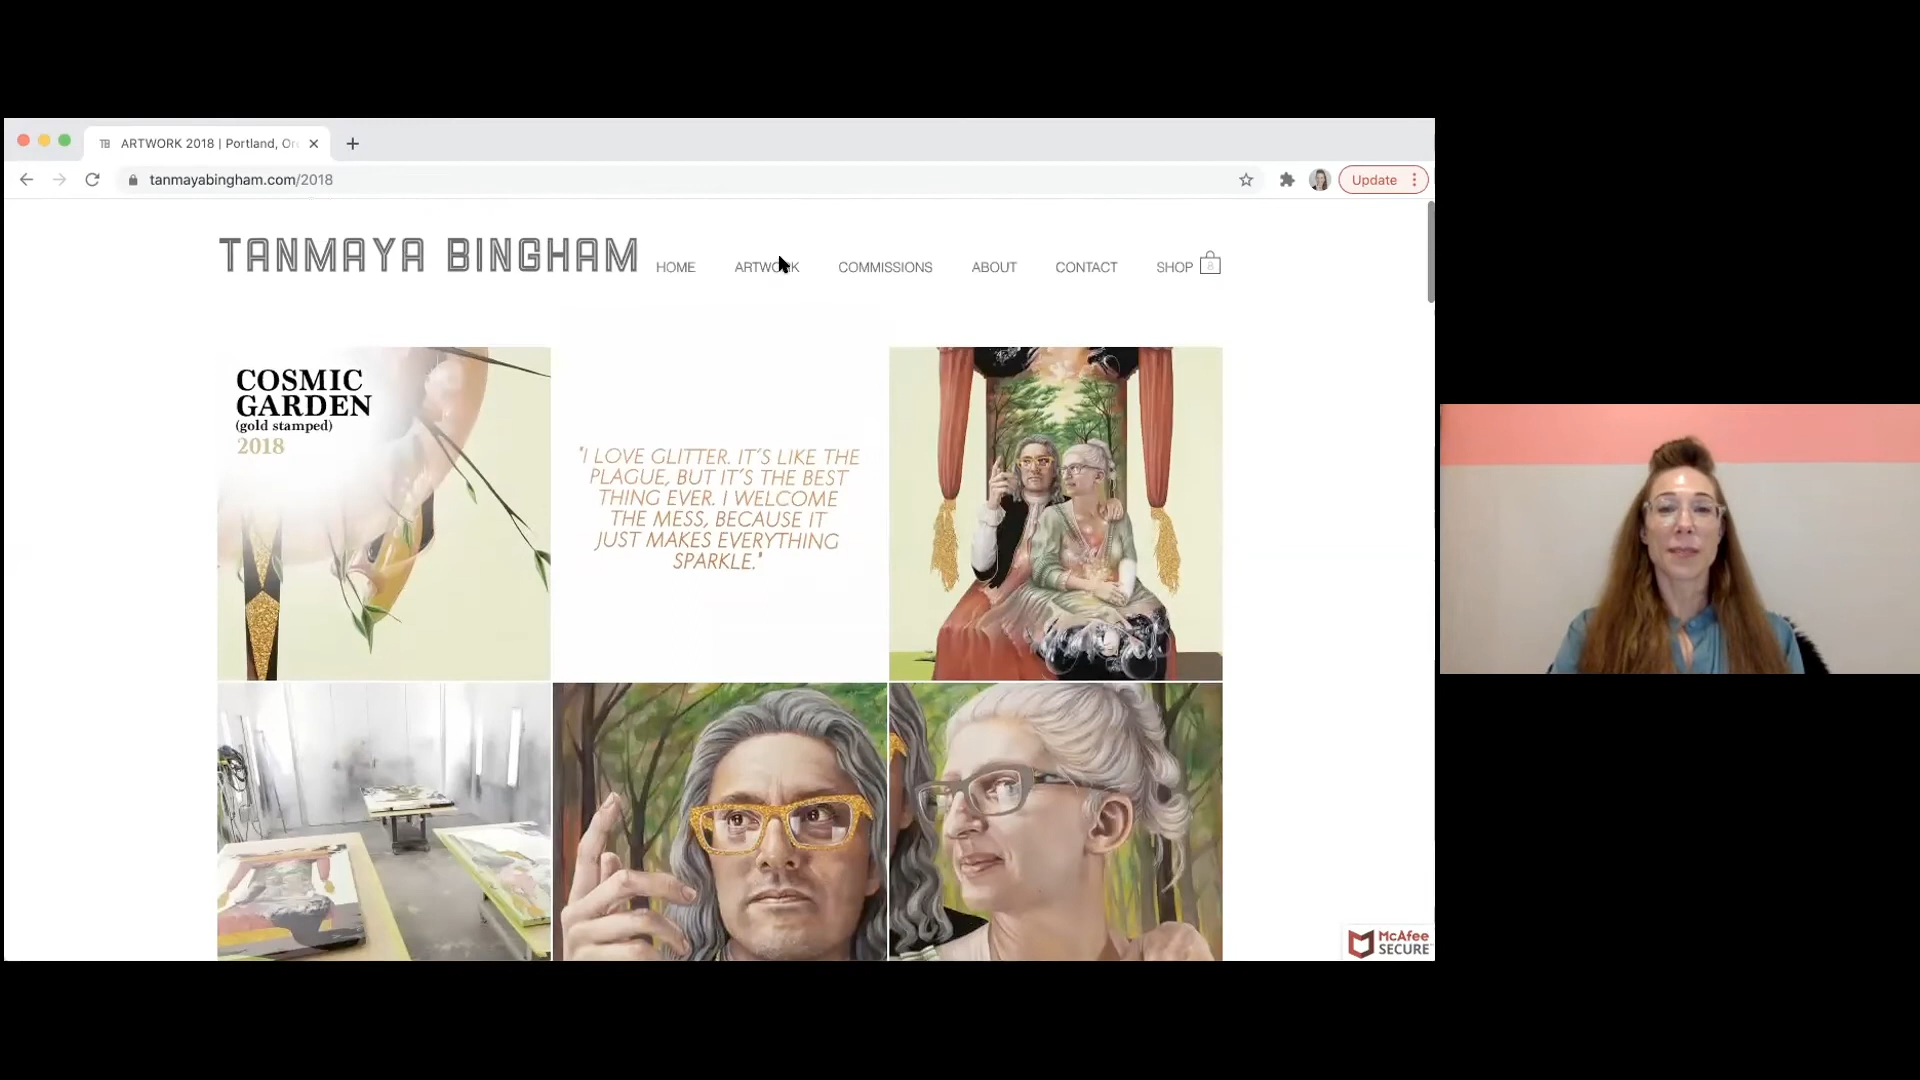 TB ARTWORK 2018 | Portland, Or
tanmayabingham.com/2018
Update
TANMAYA BINGHAM
HOME ARTWORK COMMISSIONS ABOUT CONTACT SHOP 8
COSMIC
GARDEN
(gold stamped)
2018
"I LOVE GLITTER. IT'S LIKE THE
PLAGUE, BUT IT'S THE BEST
THING EVER. I WELCOME
THE MESS, BECAUSE IT
JUST MAKES EVERYTHING
SPARKLE."
McAfee
SECURE